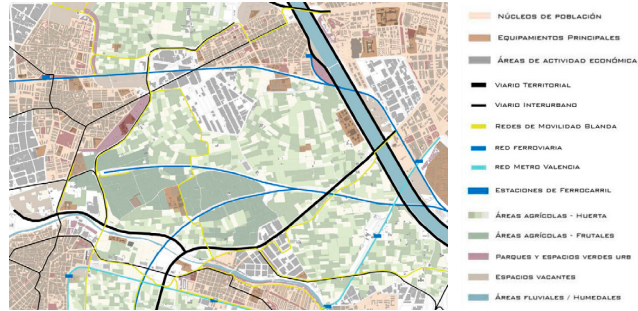 NÚCLEOS DE POBLACIÓN
EQUIPAMIENTOS PRINCIPALES
ÁREAS DE ACTIVIDAD ECONÓMICA
VIARIO TERRITORIAL
VIARIO INTERURBANO
REDES DE MOVILIDAD BLANDA
RED FERROVIARIA
RED METRO VALENCIA
ESTACIONES DE FERROCARRIL
ÁREAS AGRÍCOLAS - HUERTA
ÁREAS AGRÍCOLAS - FRUTALES
PARQUES Y ESPACIOS VERDES URB
ESPACIOS VACANTES
ÁREAS FLUVIALES / HUMEDALES